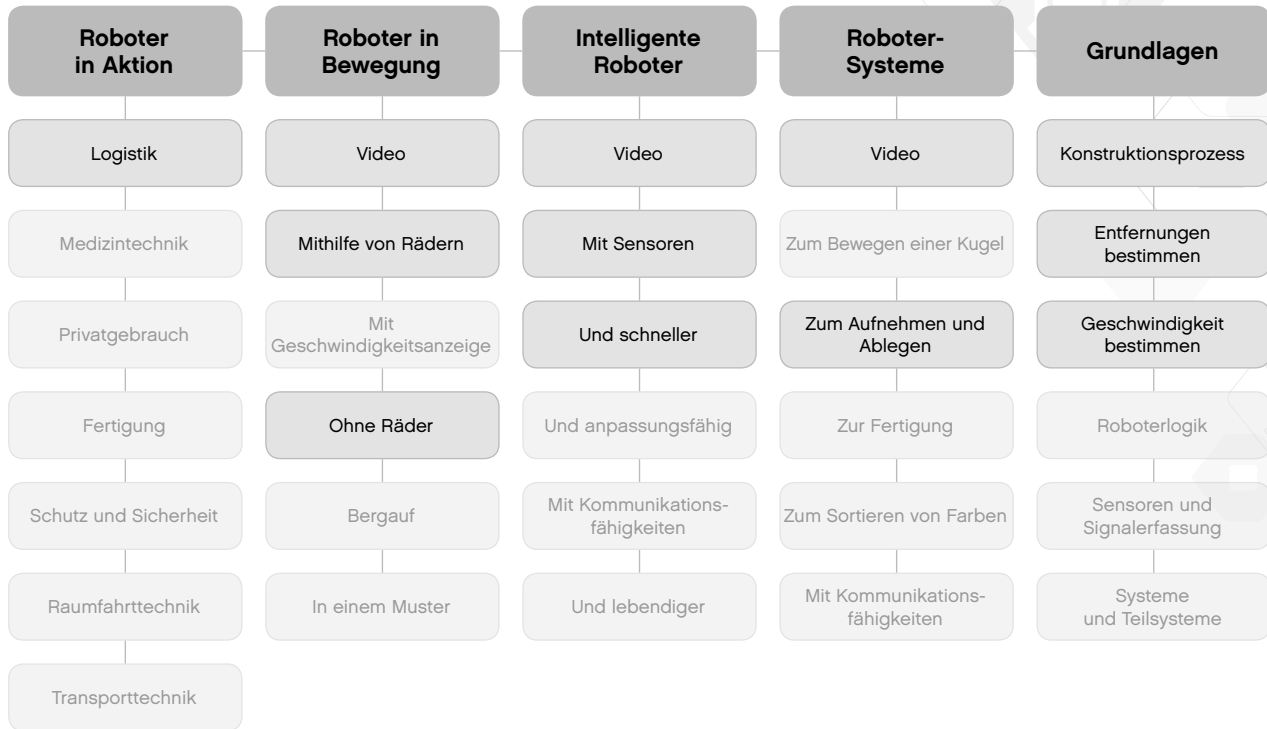 Roboter
in Aktion
Logistik
Medizintechnik
Privatgebrauch
Fertigung
Schutz und Sicherheit
Raumfahrttechnik
Transporttechnik
Roboter in
Bewegung
Video
Mithilfe von Rädern
Mit
Geschwindigkeitsanzeige
Ohne Räder
Bergauf
In einem Muster
Intelligente
Roboter
Video
Mit Sensoren
Und schneller
Und anpassungsfähig
Mit Kommunikations-
fähigkeiten
Und lebendiger
Roboter-
Systeme
Video
Zum Bewegen einer Kugel
Zum Aufnehmen und
Ablegen
Zur Fertigung
Zum Sortieren von Farben
Mit Kommunikations-
fähigkeiten
Grundlagen
Konstruktionsprozess
Entfernungen
bestimmen
Geschwindigkeit
bestimmen
Roboterlogik
Sensoren und
Signalerfassung
Systeme
und Teilsysteme